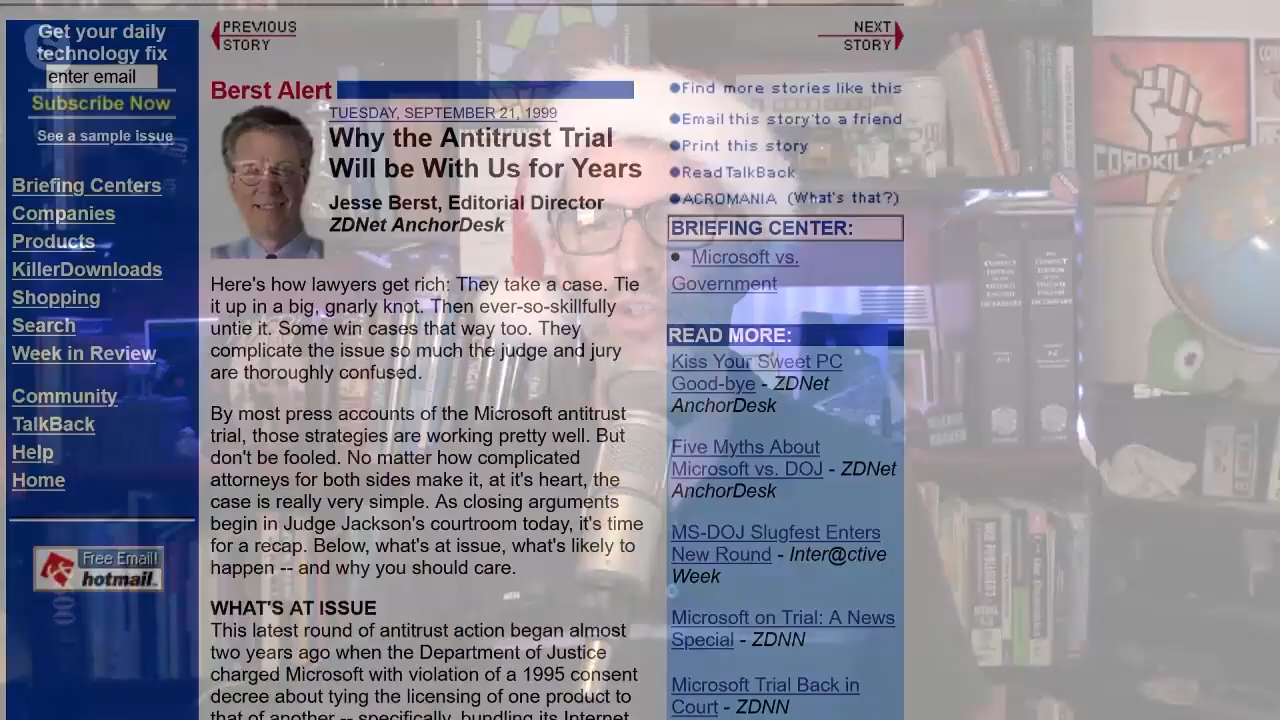 Get your daily
technology fix
enter email
Subscribe Now
See a sample issue
Briefing Centers
Companies
Products
KillerDownloads
Shopping
Search
Week in Review
Community
TalkBack
Help
Home
Free Email!
hotmail
PREVIOUS
STORY
NEXT
STORY
Berst Alert
TUESDAY, SEPTEMBER 21, 1999
Why the Antitrust Trial
Will be With Us for Years
Jesse Berst, Editorial Director
ZDNet AnchorDesk
Here's how lawyers get rich: They take a case. Tie
it up in a big, gnarly knot. Then ever-so-skillfully
untie it. Some win cases that way too. They
complicate the issue so much the judge and jury
are thoroughly confused.
By most press accounts of the Microsoft antitrust
trial, those strategies are working pretty well. But
don't be fooled. No matter how complicated
attorneys for both sides make it, at it's heart, the
case is really very simple. As closing arguments
begin in Judge Jackson's courtroom today, it's time
for a recap. Below, what's at issue, what's likely to
happen -- and why you should care.
WHAT'S AT ISSUE
This latest round of antitrust action began almost
two years ago when the Department of Justice
charged Microsoft with violation of a 1995 consent
decree about tying the licensing of one product to
that of another -- specifically, bundling its Internet
Find more stories like this
Email this story to a friend
Print this story
Read TalkBack
ACROMANIA (What's that?)
BRIEFING CENTER:
Microsoft vs.
Government
READ MORE:
Kiss Your Sweet PC
Good-bye - ZDNet
AnchorDesk
Five Myths About
Microsoft vs. DOJ - ZDNet
AnchorDesk
MS-DOJ Slugfest Enters
New Round - Inter@ctive
Week
Microsoft on Trial: A News
Special - ZDNN
Microsoft Trial Back in
Court - ZDNN